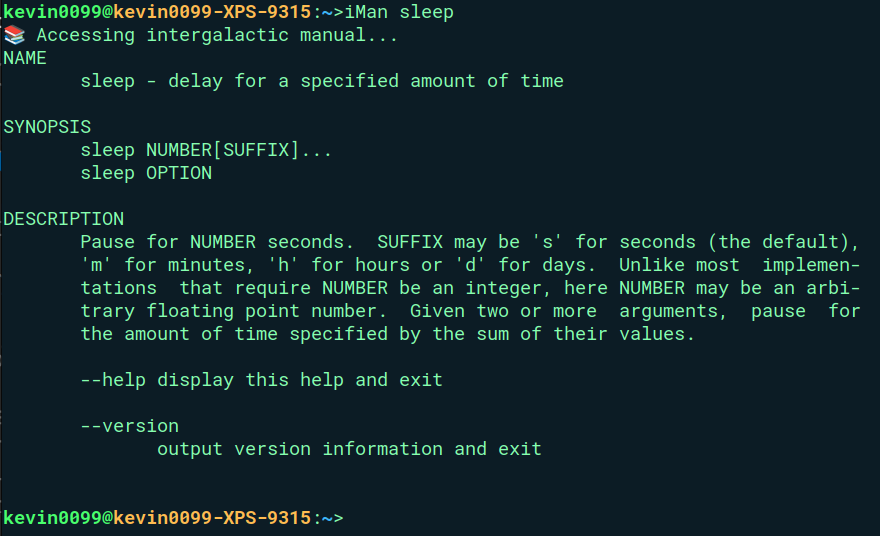 kevin0099@kevin0099-XPS-9315:~>iMan sleep
📚 Accessing intergalactic manual...
NAME
       sleep - delay for a specified amount of time

SYNOPSIS
       sleep NUMBER[SUFFIX]...
       sleep OPTION

DESCRIPTION
       Pause for NUMBER seconds.  SUFFIX may be 's' for seconds (the default),
       'm' for minutes, 'h' for hours or 'd' for days.  Unlike most  implemen-
       tations  that require NUMBER be an integer, here NUMBER may be an arbi-
       trary floating point number.  Given two or more  arguments,  pause  for
       the amount of time specified by the sum of their values.

       --help display this help and exit

       --version
              output version information and exit

kevin0099@kevin0099-XPS-9315:~>